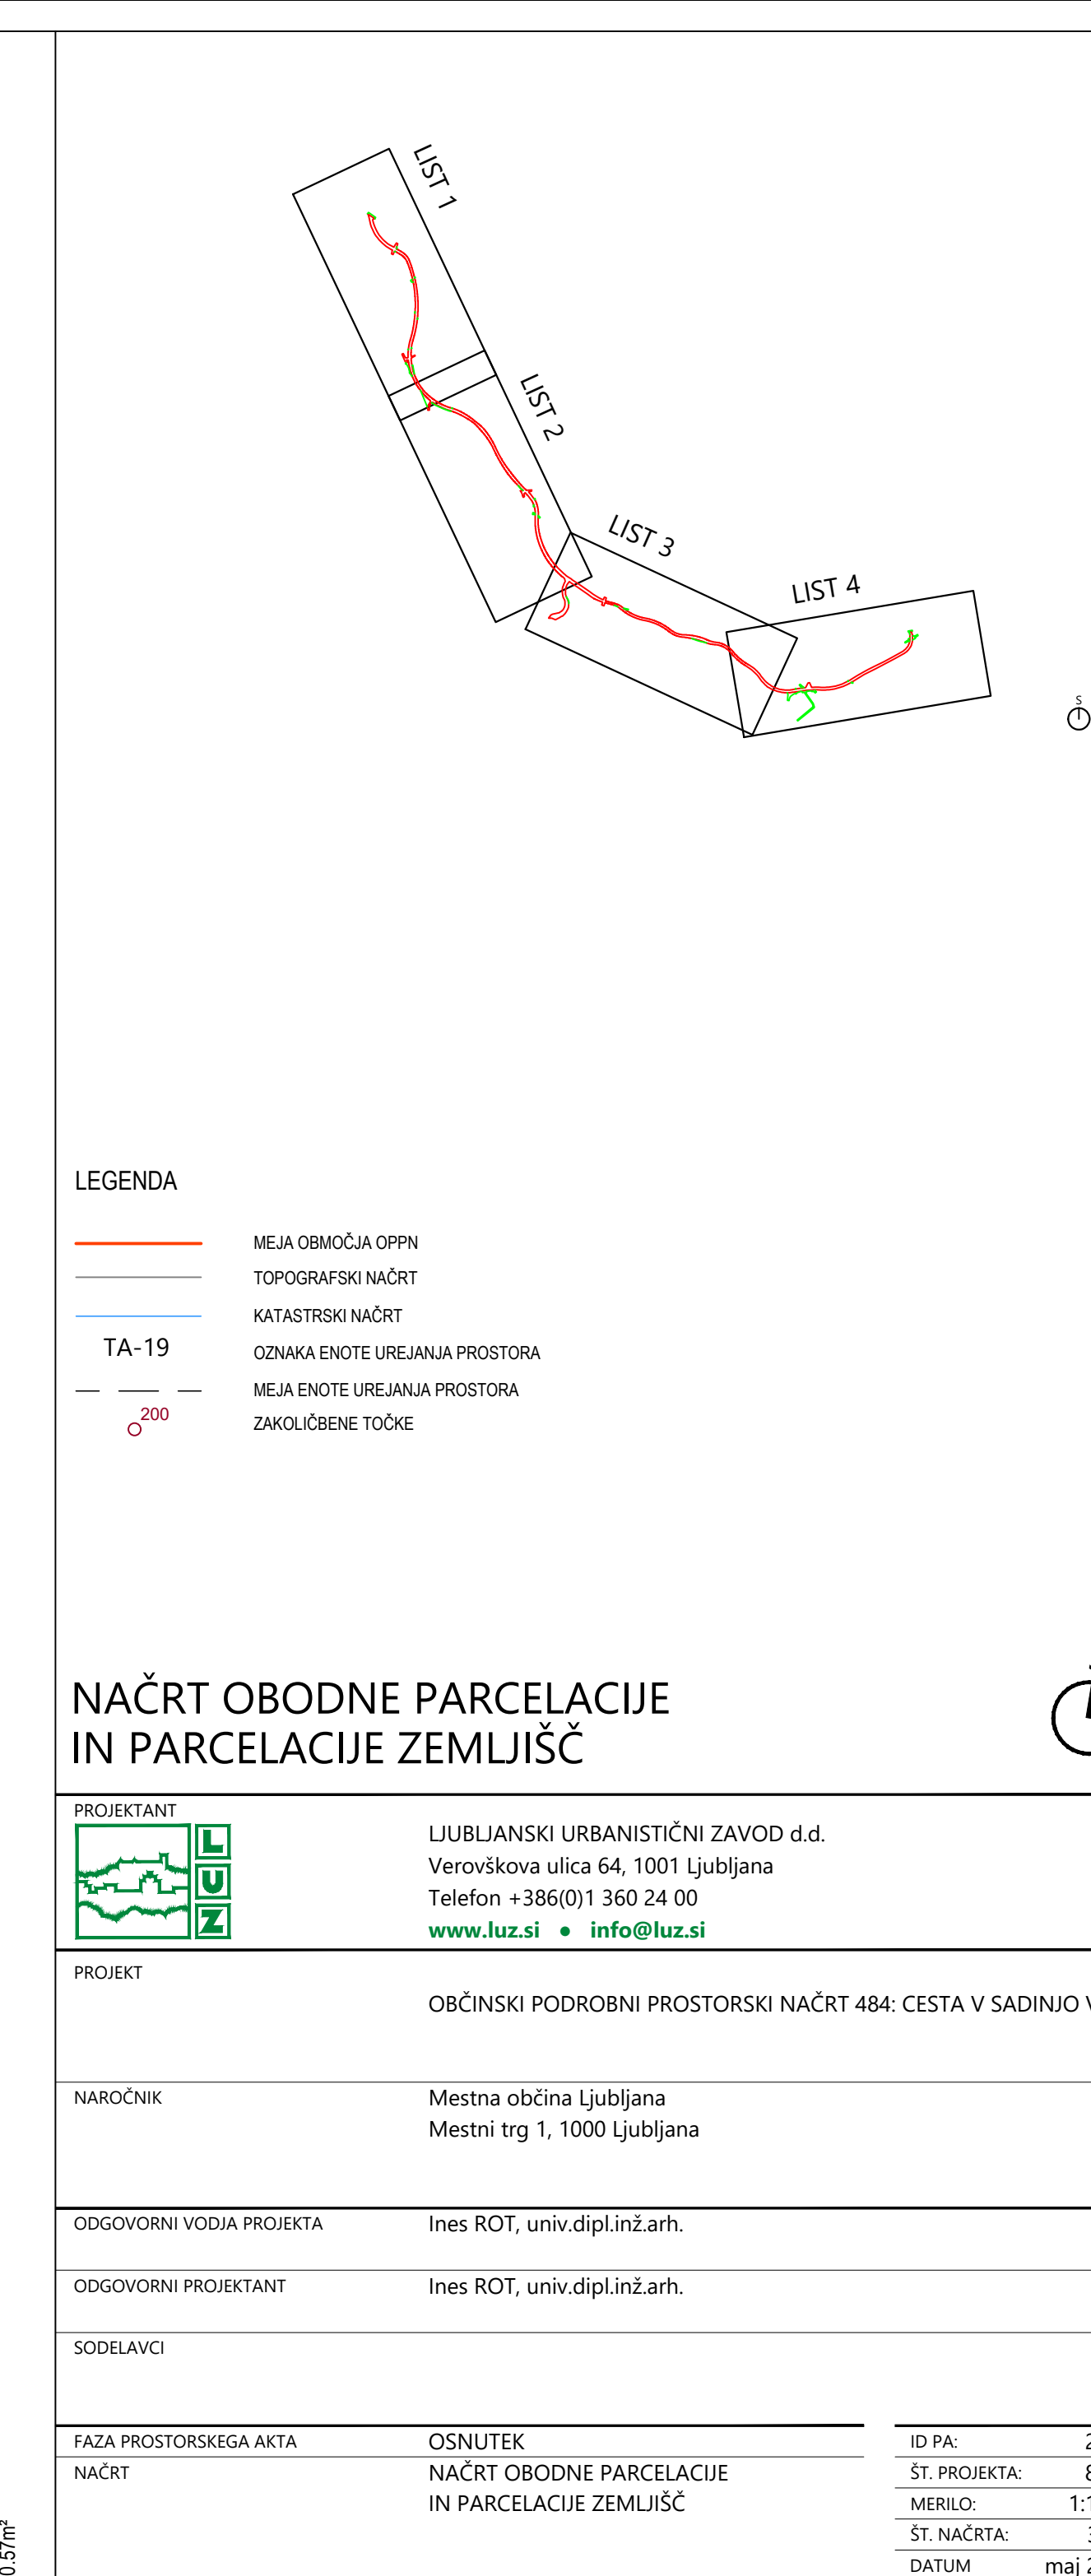 LIST 1
LIST 2
LIST 3
LIST 4
S
LEGENDA
MEJA OBMOČJA OPPN
TOPOGRAFSKI NAČRT
KATASTRSKI NAČRT
TA-19 OZNAKA ENOTE UREJANJA PROSTORA
MEJA ENOTE UREJANJA PROSTORA
200 ZAKOLIČBENE TOČKE
NAČRT OBODNE PARCELACIJE
IN PARCELACIJE ZEMLJIŠČ
PROJEKTANT
LUZ
LJUBLJANSKI URBANISTIČNI ZAVOD d.d.
Verovškova ulica 64, 1001 Ljubljana
Telefon +386(0)1 360 24 00
www.luz.si ● info@luz.si
PROJEKT
OBČINSKI PODROBNI PROSTORSKI NAČRT 484: CESTA V SADINJO
NAROČNIK Mestna občina Ljubljana
Mestni trg 1, 1000 Ljubljana
ODGOVORNI VODJA PROJEKTA Ines ROT, univ.dipl.inž.arh.
ODGOVORNI PROJEKTANT Ines ROT, univ.dipl.inž.arh.
SODELAVCI
FAZA PROSTORSKEGA AKTA OSNUTEK
NAČRT NAČRT OBODNE PARCELACIJE
IN PARCELACIJE ZEMLJIŠČ
ID PA:
ŠT. PROJEKTA:
MERILO:
ŠT. NAČRTA:
DATUM maj
0.57m²